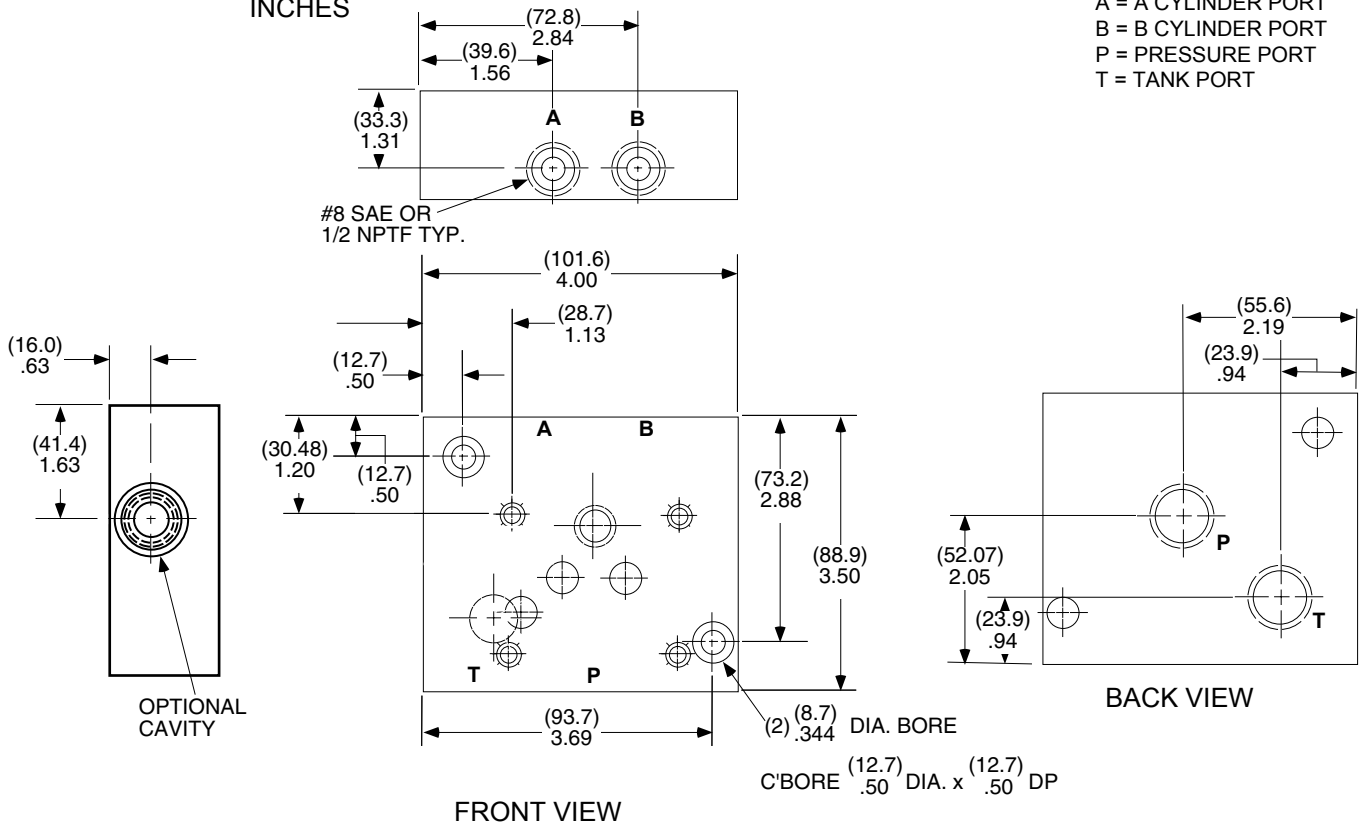 INCHES
A = A CYLINDER PORT
B = B CYLINDER PORT
P = PRESSURE PORT
T = TANK PORT
(72.8)
2.84
(39.6)
1.56
(33.3)
1.31
A B
#8 SAE OR
1/2 NPTF TYP.
(101.6)
4.00
(28.7)
1.13
(12.7)
.50
(16.0)
.63
(41.4)
1.63
OPTIONAL
CAVITY
(30.48)
1.20
(12.7)
.50
A B
(73.2)
2.88
(88.9)
3.50
T P
(93.7)
3.69
(2) (8.7) .344 DIA. BORE
C'BORE (12.7) .50 DIA. x (12.7) .50 DP
FRONT VIEW
(55.6)
2.19
(23.9)
.94
(52.07)
2.05
(23.9)
.94
P
T
BACK VIEW